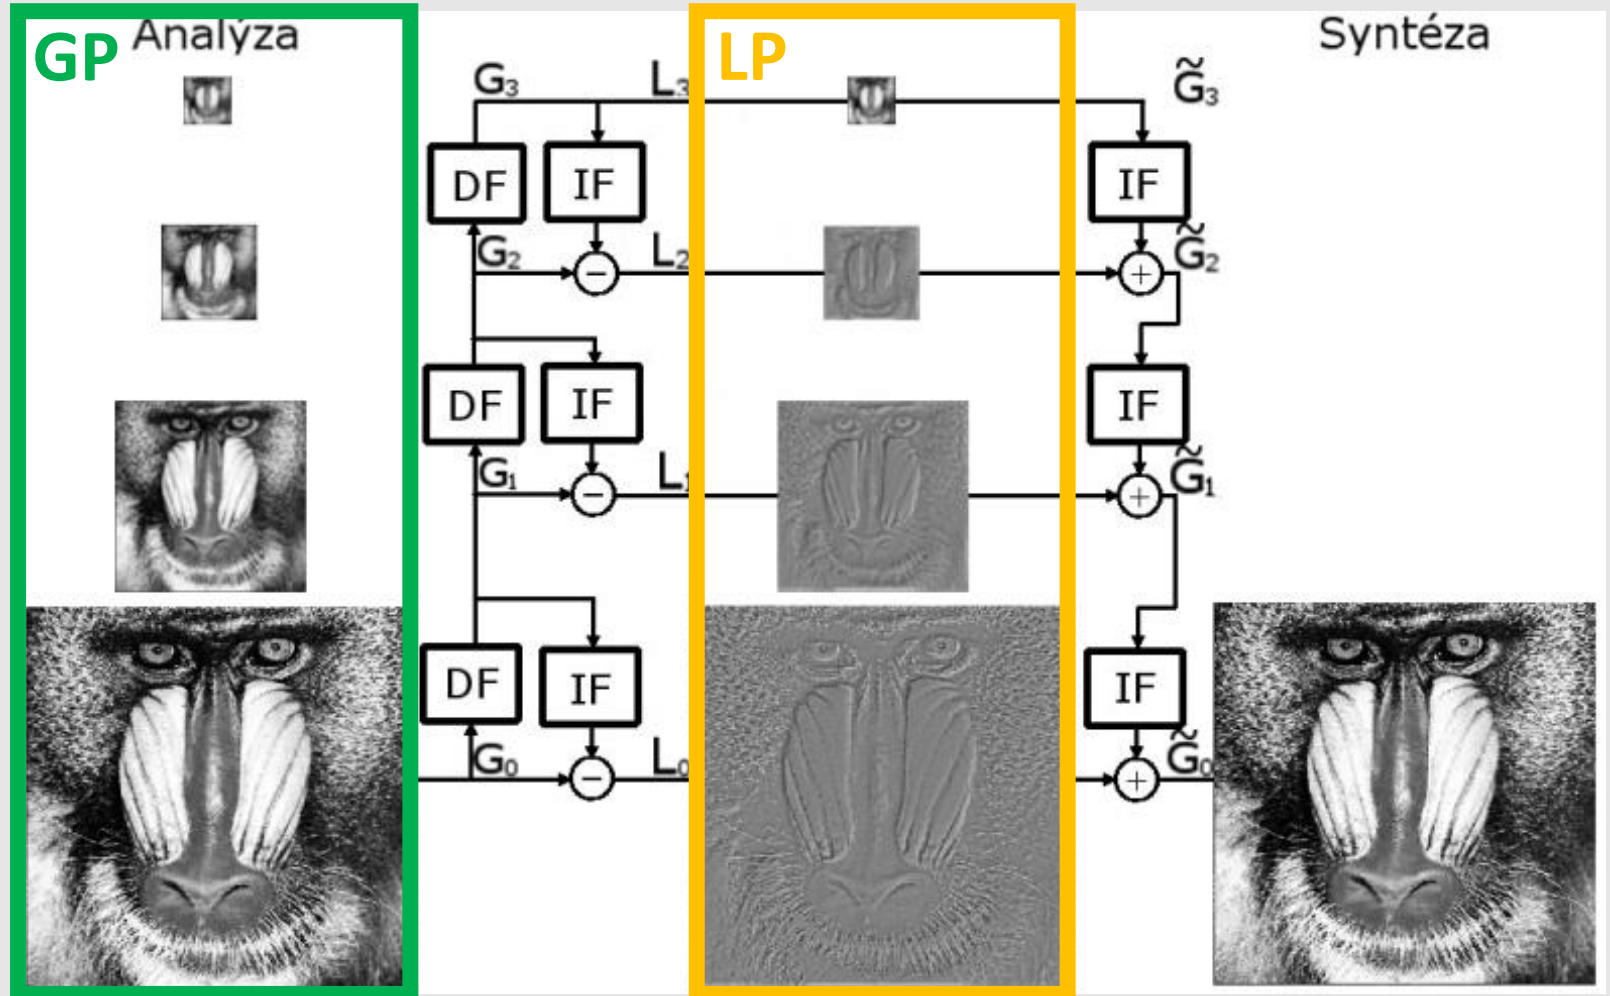 GP Analýza
LP
Syntéza
G₃ L₃ G̃₃
DF IF IF
G₂ − L₂ + G̃₂
DF IF IF
G₁ − L₁ + G̃₁
DF IF IF
G₀ − L₀ + G̃₀